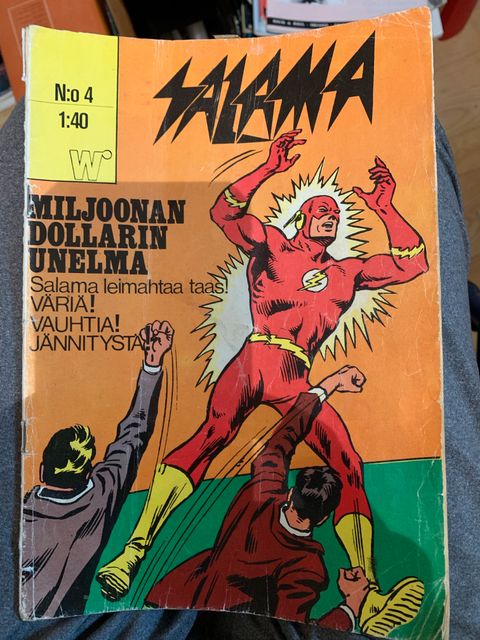 N:o 4
1:40
W
SALAMA
MILJOONAN
DOLLARIN
UNELMA
Salama leimahtaa taas!
VÄRIÄ!
VAUHTIA!
JÄNNITYSTÄ!